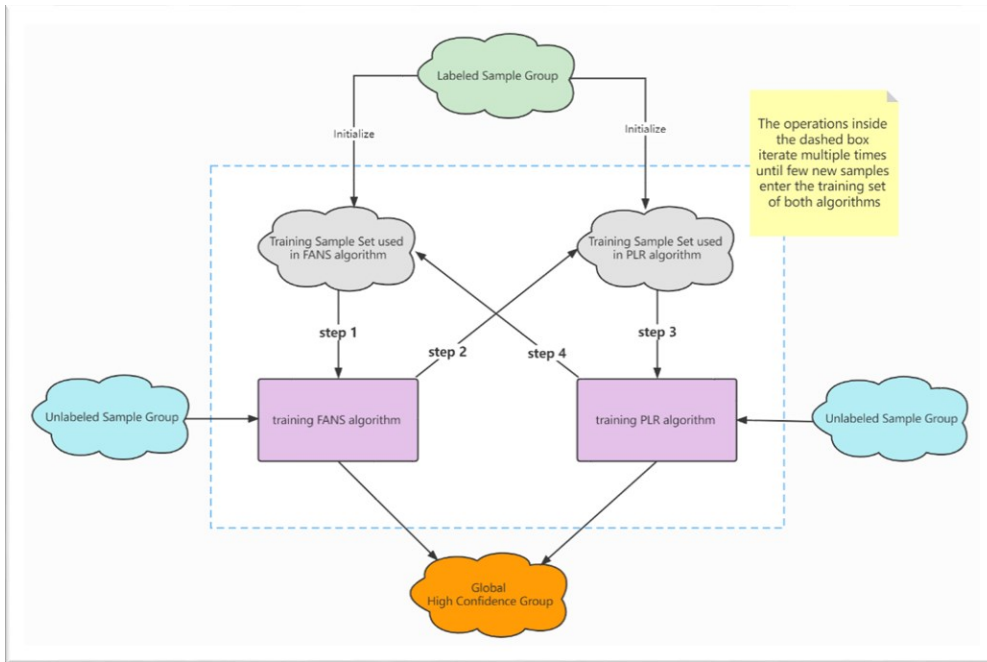 Labeled Sample Group
Initialize
Initialize
The operations inside
the dashed box
iterate multiple times
until few new samples
enter the training set
of both algorithms
Training Sample Set used
in FANS algorithm
Training Sample Set used
in PLR algorithm
step 1
step 2
step 4
step 3
Unlabeled Sample Group
training FANS algorithm
training PLR algorithm
Unlabeled Sample Group
Global
High Confidence Group